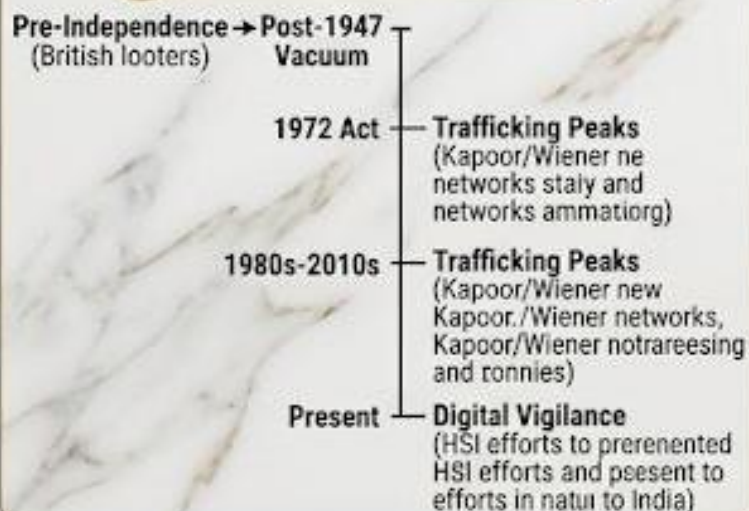 Pre-Independence → Post-1947
(British looters) Vacuum
1972 Act
Trafficking Peaks
(Kapoor/Wiener ne
networks staly and
networks ammatiorg)
1980s-2010s
Trafficking Peaks
(Kapoor/Wiener new
Kapoor./Wiener networks,
Kapoor/Wiener notrareesing
and ronnies)
Present
Digital Vigilance
(HSI efforts to prerenented
HSI efforts and pseesent to
efforts in natui to India)